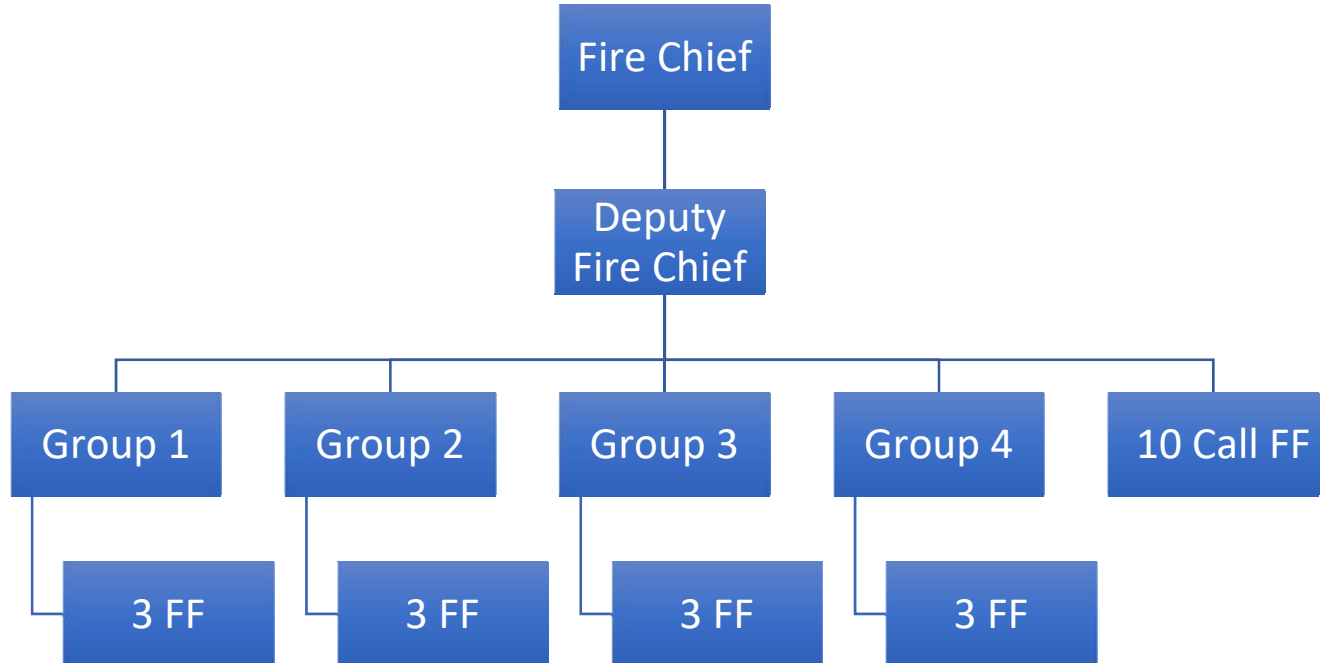 Fire Chief
Deputy
Fire Chief
Group 1
Group 2
Group 3
Group 4
10 Call FF
3 FF
3 FF
3 FF
3 FF